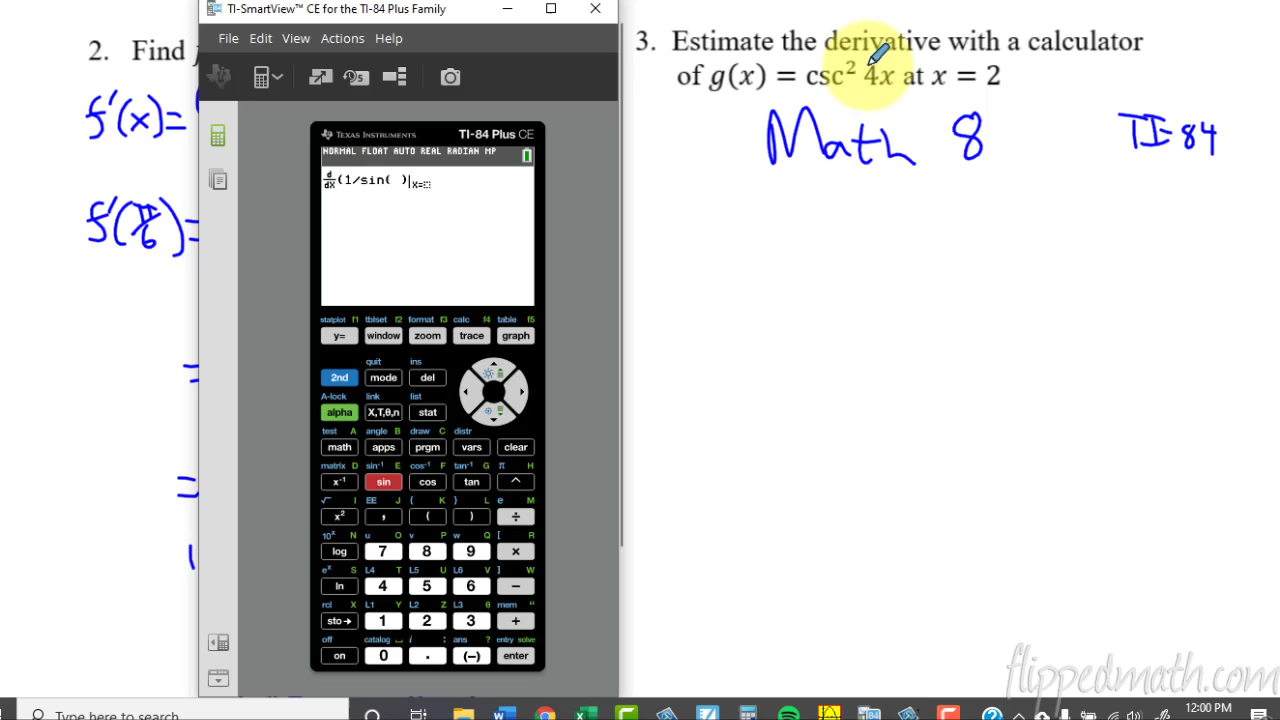 TI-SmartView™ CE for the TI-84 Plus Family
File Edit View Actions Help
2. Find
f'(x)=
f'(π/6)=
=
=
3. Estimate the derivative with a calculator
of g(x) = csc² 4x at x = 2
Math 8
TI-84
TEXAS INSTRUMENTS TI-84 Plus CE
NORMAL FLOAT AUTO REAL RADIAN MP
d/dX(1/sin( )|X=
statplot f1 tblset f2 format f3 calc f4 table f5
y= window zoom trace graph
quit ins
2nd mode del
A-lock link list
alpha X,T,θ,n stat
test A angle B draw C distr
math apps prgm vars clear
matrix D sin⁻¹ E cos⁻¹ F tan⁻¹ G π H
x⁻¹ sin cos tan ^
√ I EE J { K } L e M
x² , ( ) ÷
10ˣ N u O v P w Q [ R
log 7 8 9 ×
eˣ S L4 T L5 U L6 V ] W
ln 4 5 6 −
rcl X L1 Y L2 Z L3 θ mem "
sto→ 1 2 3 +
off catalog i : ans ? entry solve
on 0 . (−) enter
flippedmath.com
Type here to search
12:00 PM